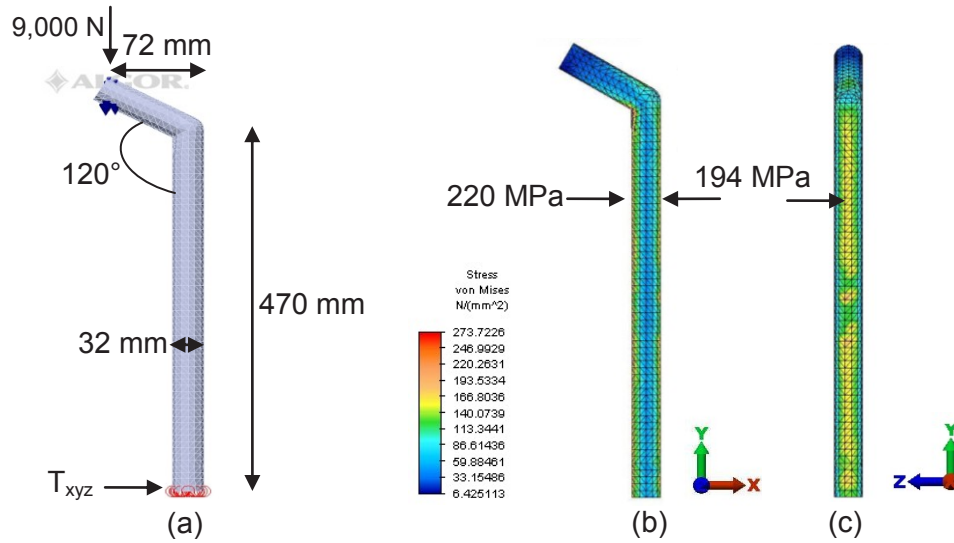 9,000 N
72 mm
ALGOR.
120°
470 mm
32 mm
T_xyz
(a)
220 MPa
194 MPa
Stress
von Mises
N/(mm^2)
273.7226
246.9929
220.2631
193.5334
166.8036
140.0739
113.3441
86.61436
59.88461
33.15486
6.425113
Y
X
(b)
Y
Z
(c)